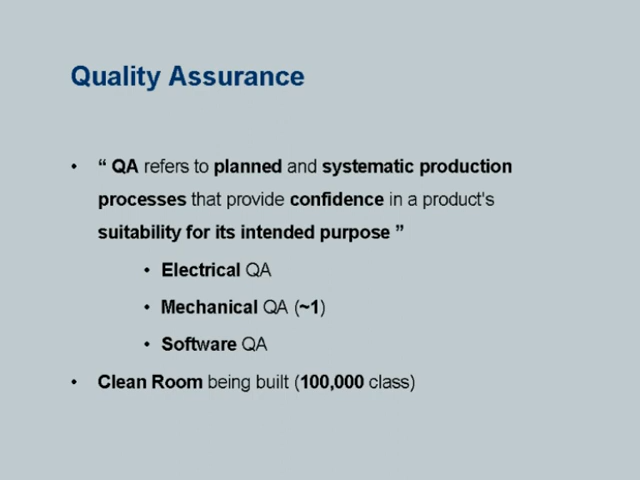 Quality Assurance
• “ QA refers to planned and systematic production
processes that provide confidence in a product's
suitability for its intended purpose ”
• Electrical QA
• Mechanical QA (~1)
• Software QA
• Clean Room being built (100,000 class)